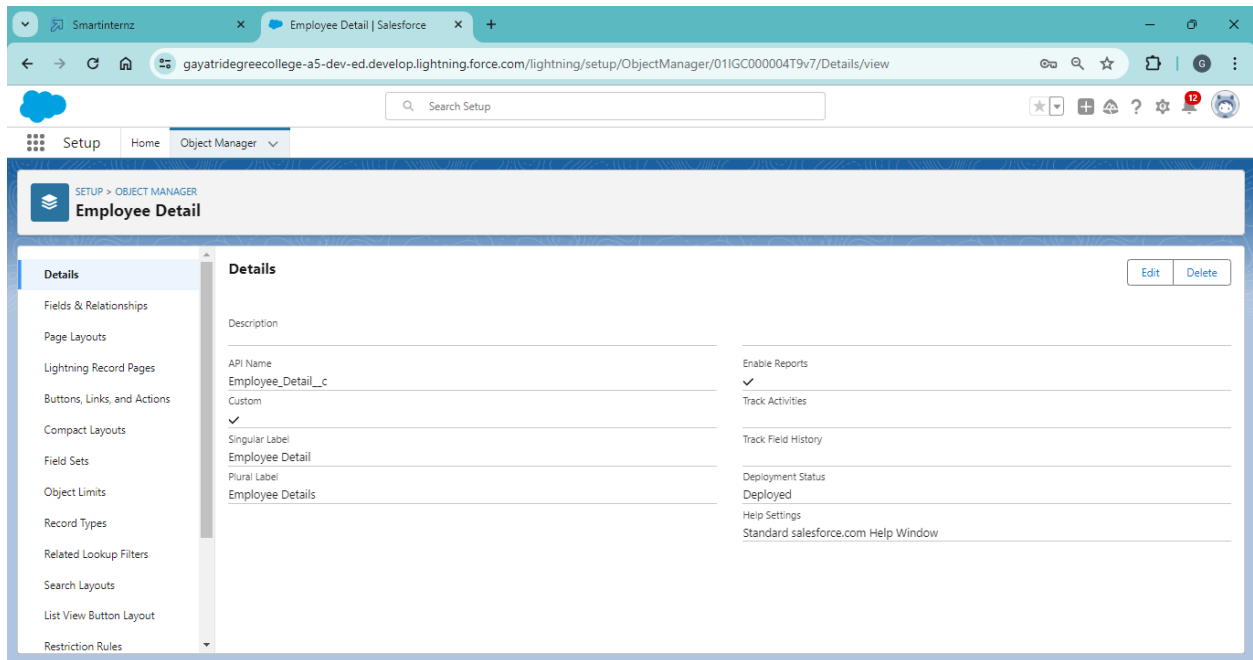 Smartinternz
Employee Detail | Salesforce
gayatridegreecollege-a5-dev-ed.develop.lightning.force.com/lightning/setup/ObjectManager/01IGC000004T9v7/Details/view
G
Search Setup
12
Setup
Home
Object Manager
SETUP > OBJECT MANAGER
Employee Detail
Details
Fields & Relationships
Page Layouts
Lightning Record Pages
Buttons, Links, and Actions
Compact Layouts
Field Sets
Object Limits
Record Types
Related Lookup Filters
Search Layouts
List View Button Layout
Restriction Rules
Details
Edit
Delete
Description
API Name
Employee_Detail__c
Custom
Singular Label
Employee Detail
Plural Label
Employee Details
Enable Reports
Track Activities
Track Field History
Deployment Status
Deployed
Help Settings
Standard salesforce.com Help Window